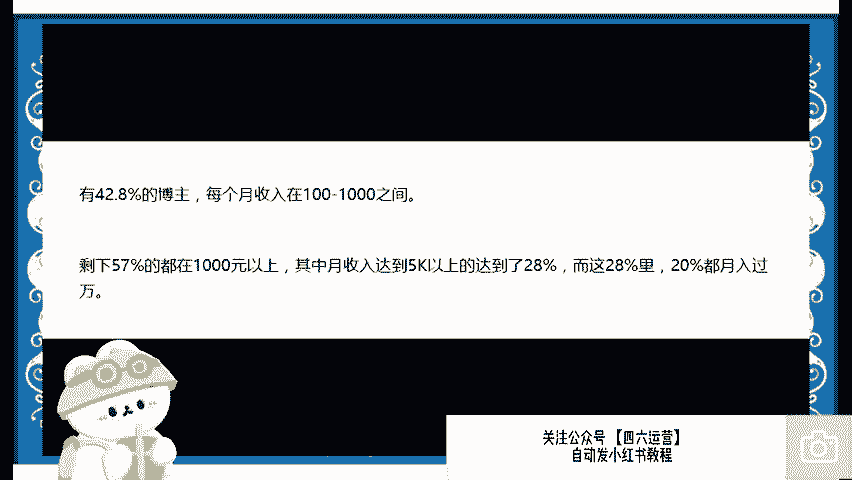 有42.8%的博主，每个月收入在100-1000之间。
剩下57%的都在1000元以上，其中月收入达到5K以上的达到了28%，而这28%里，20%都月入过
万。
关注公众号 【四六运营】
自动发小红书教程